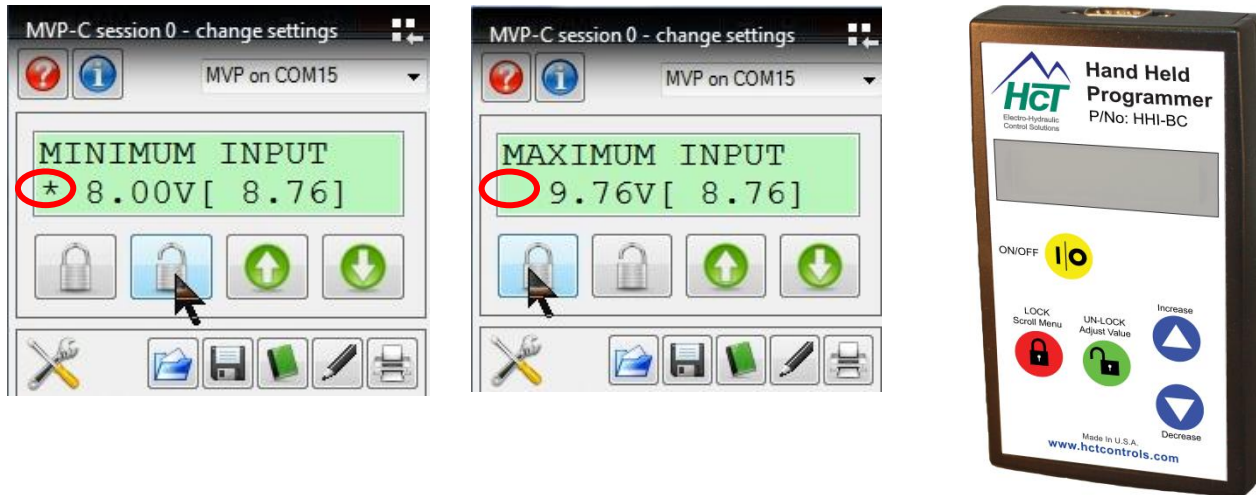 MVP-C session 0 - change settings
MVP on COM15
MINIMUM INPUT
* 8.00V[ 8.76]
MVP-C session 0 - change settings
MVP on COM15
MAXIMUM INPUT
9.76V[ 8.76]
HCT
Electro-Hydraulic
Control Solutions
Hand Held
Programmer
P/No: HHI-BC
ON/OFF
I|O
LOCK
Scroll Menu
UN-LOCK
Adjust Value
Increase
Decrease
Made In U.S.A.
www.hctcontrols.com